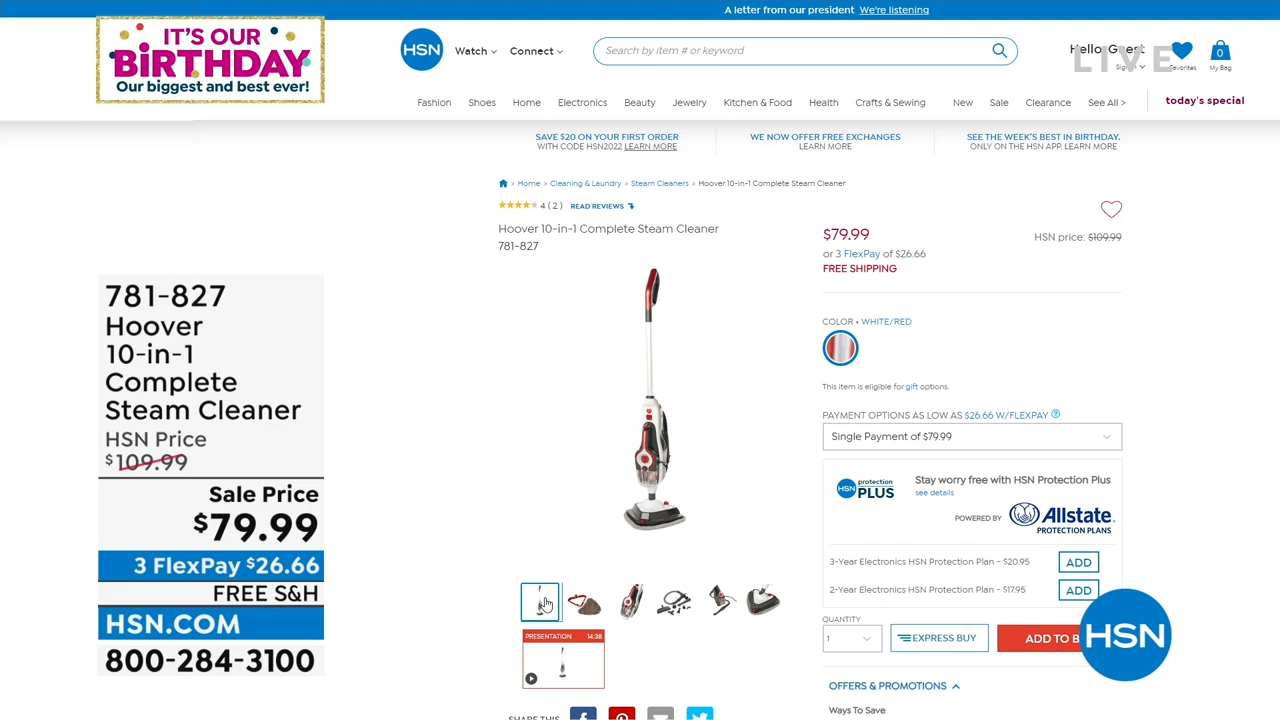 A letter from our president We're listening
IT'S OUR
BiRTHDAY
Our biggest and best ever!
HSN
Watch
Connect
Search by item # or keyword
Hello Guest
LIVE
Favorites
0
My Bag
Fashion Shoes Home Electronics Beauty Jewelry Kitchen & Food Health Crafts & Sewing New Sale Clearance See All > today's special
SAVE $20 ON YOUR FIRST ORDER
WITH CODE HSN2022 LEARN MORE
WE NOW OFFER FREE EXCHANGES
LEARN MORE
SEE THE WEEK'S BEST IN BIRTHDAY.
ONLY ON THE HSN APP. LEARN MORE
> Home > Cleaning & Laundry > Steam Cleaners > Hoover 10-in-1 Complete Steam Cleaner
4 ( 2 ) READ REVIEWS
Hoover 10-in-1 Complete Steam Cleaner
781-827
$79.99
HSN price: $109.99
or 3 FlexPay of $26.66
FREE SHIPPING
COLOR • WHITE/RED
This item is eligible for gift options.
PAYMENT OPTIONS AS LOW AS $26.66 W/FLEXPAY ?
Single Payment of $79.99
HSN protection PLUS
Stay worry free with HSN Protection Plus
see details
POWERED BY Allstate
PROTECTION PLANS
3-Year Electronics HSN Protection Plan - $20.95 ADD
2-Year Electronics HSN Protection Plan - $17.95 ADD
QUANTITY
1
EXPRESS BUY
ADD TO B
HSN
OFFERS & PROMOTIONS
Ways To Save
PRESENTATION 14:38
SHARE THIS
781-827
Hoover
10-in-1
Complete
Steam Cleaner
HSN Price
$109.99
Sale Price
$79.99
3 FlexPay $26.66
FREE S&H
HSN.COM
800-284-3100